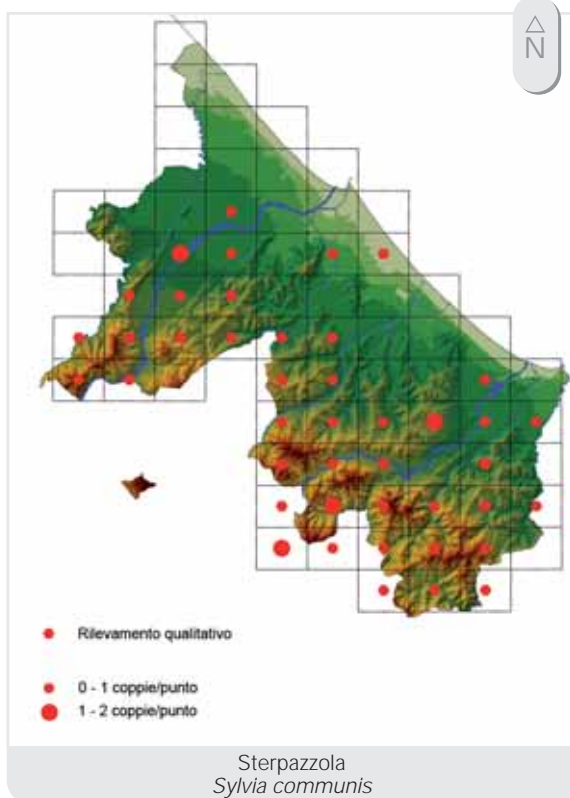 N
Rilevamento qualitativo
0 - 1 coppie/punto
1 - 2 coppie/punto
Sterpazzola
Sylvia communis